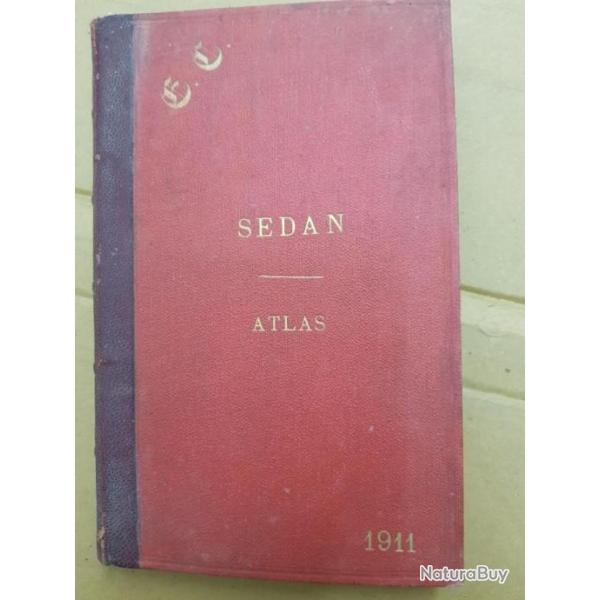 E. C
SEDAN
ATLAS
1911
NaturaBuy